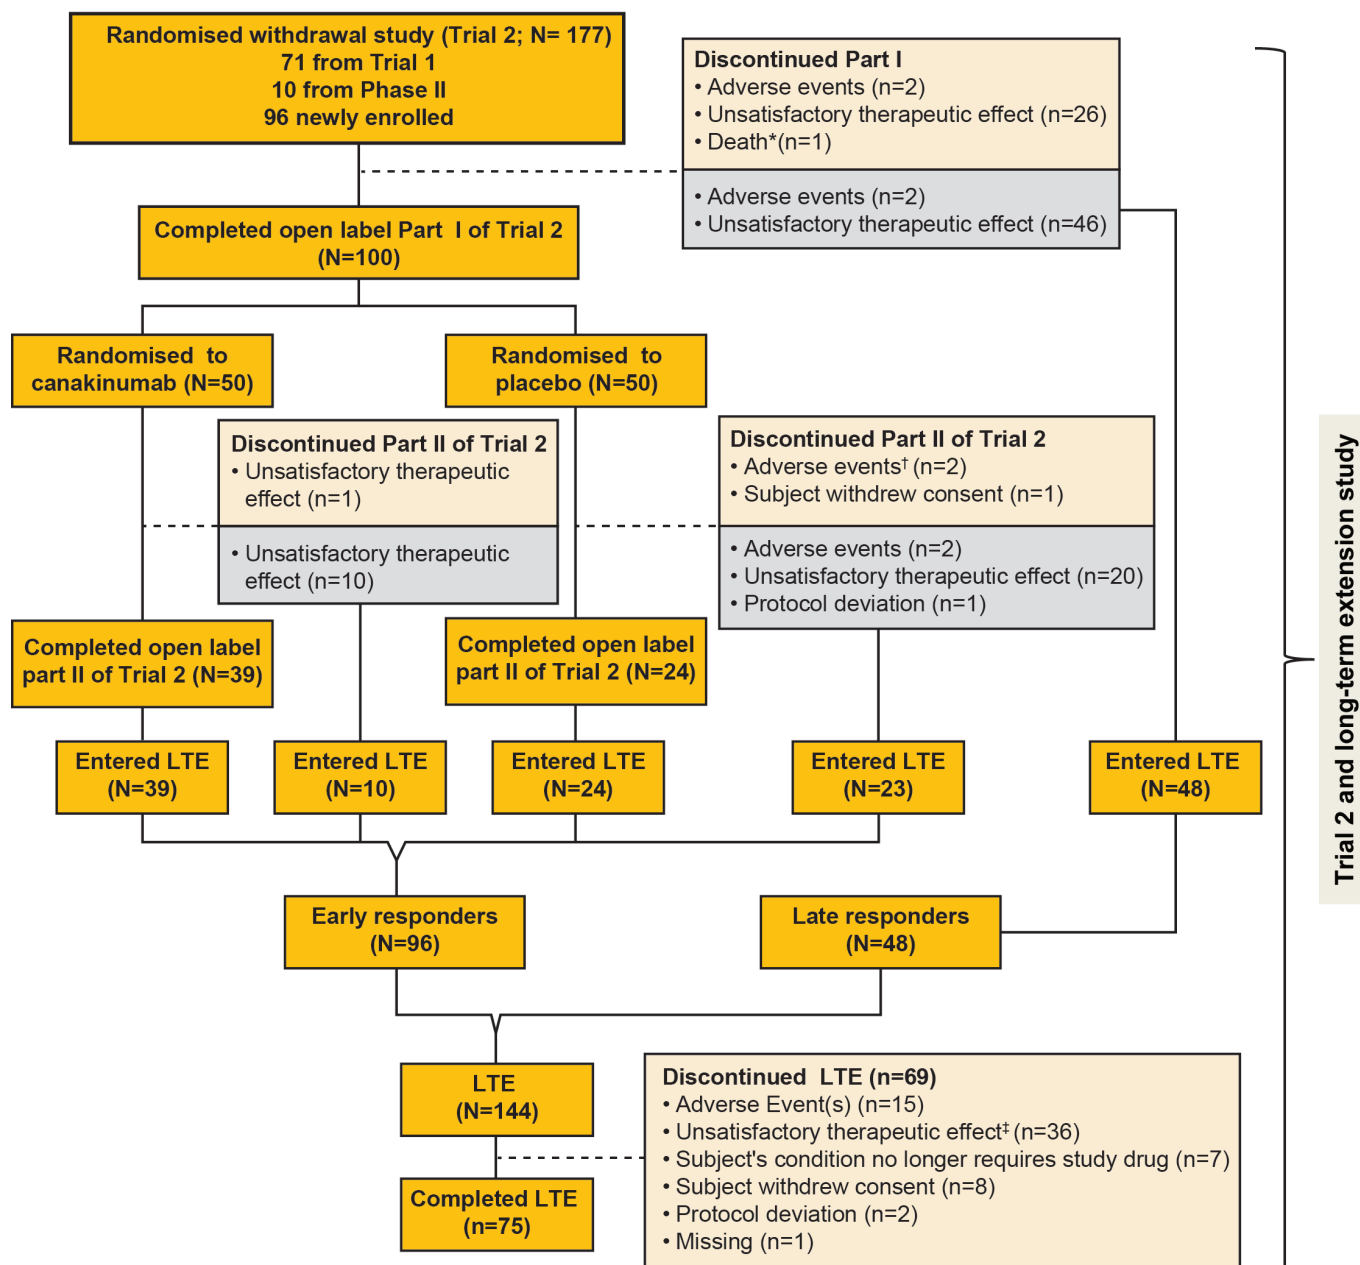 Randomised withdrawal study (Trial 2; N= 177)
71 from Trial 1
10 from Phase II
96 newly enrolled
Discontinued Part I
• Adverse events (n=2)
• Unsatisfactory therapeutic effect (n=26)
• Death*(n=1)
• Adverse events (n=2)
• Unsatisfactory therapeutic effect (n=46)
Completed open label Part I of Trial 2
(N=100)
Randomised to
canakinumab (N=50)
Randomised to
placebo (N=50)
Discontinued Part II of Trial 2
• Unsatisfactory therapeutic
effect (n=1)
• Unsatisfactory therapeutic
effect (n=10)
Discontinued Part II of Trial 2
• Adverse events† (n=2)
• Subject withdrew consent (n=1)
• Adverse events (n=2)
• Unsatisfactory therapeutic effect (n=20)
• Protocol deviation (n=1)
Completed open label
part II of Trial 2 (N=39)
Completed open label
part II of Trial 2 (N=24)
Entered LTE
(N=39)
Entered LTE
(N=10)
Entered LTE
(N=24)
Entered LTE
(N=23)
Entered LTE
(N=48)
Early responders
(N=96)
Late responders
(N=48)
LTE
(N=144)
Discontinued LTE (n=69)
• Adverse Event(s) (n=15)
• Unsatisfactory therapeutic effect‡ (n=36)
• Subject's condition no longer requires study drug (n=7)
• Subject withdrew consent (n=8)
• Protocol deviation (n=2)
• Missing (n=1)
Completed LTE
(n=75)
Trial 2 and long-term extension study